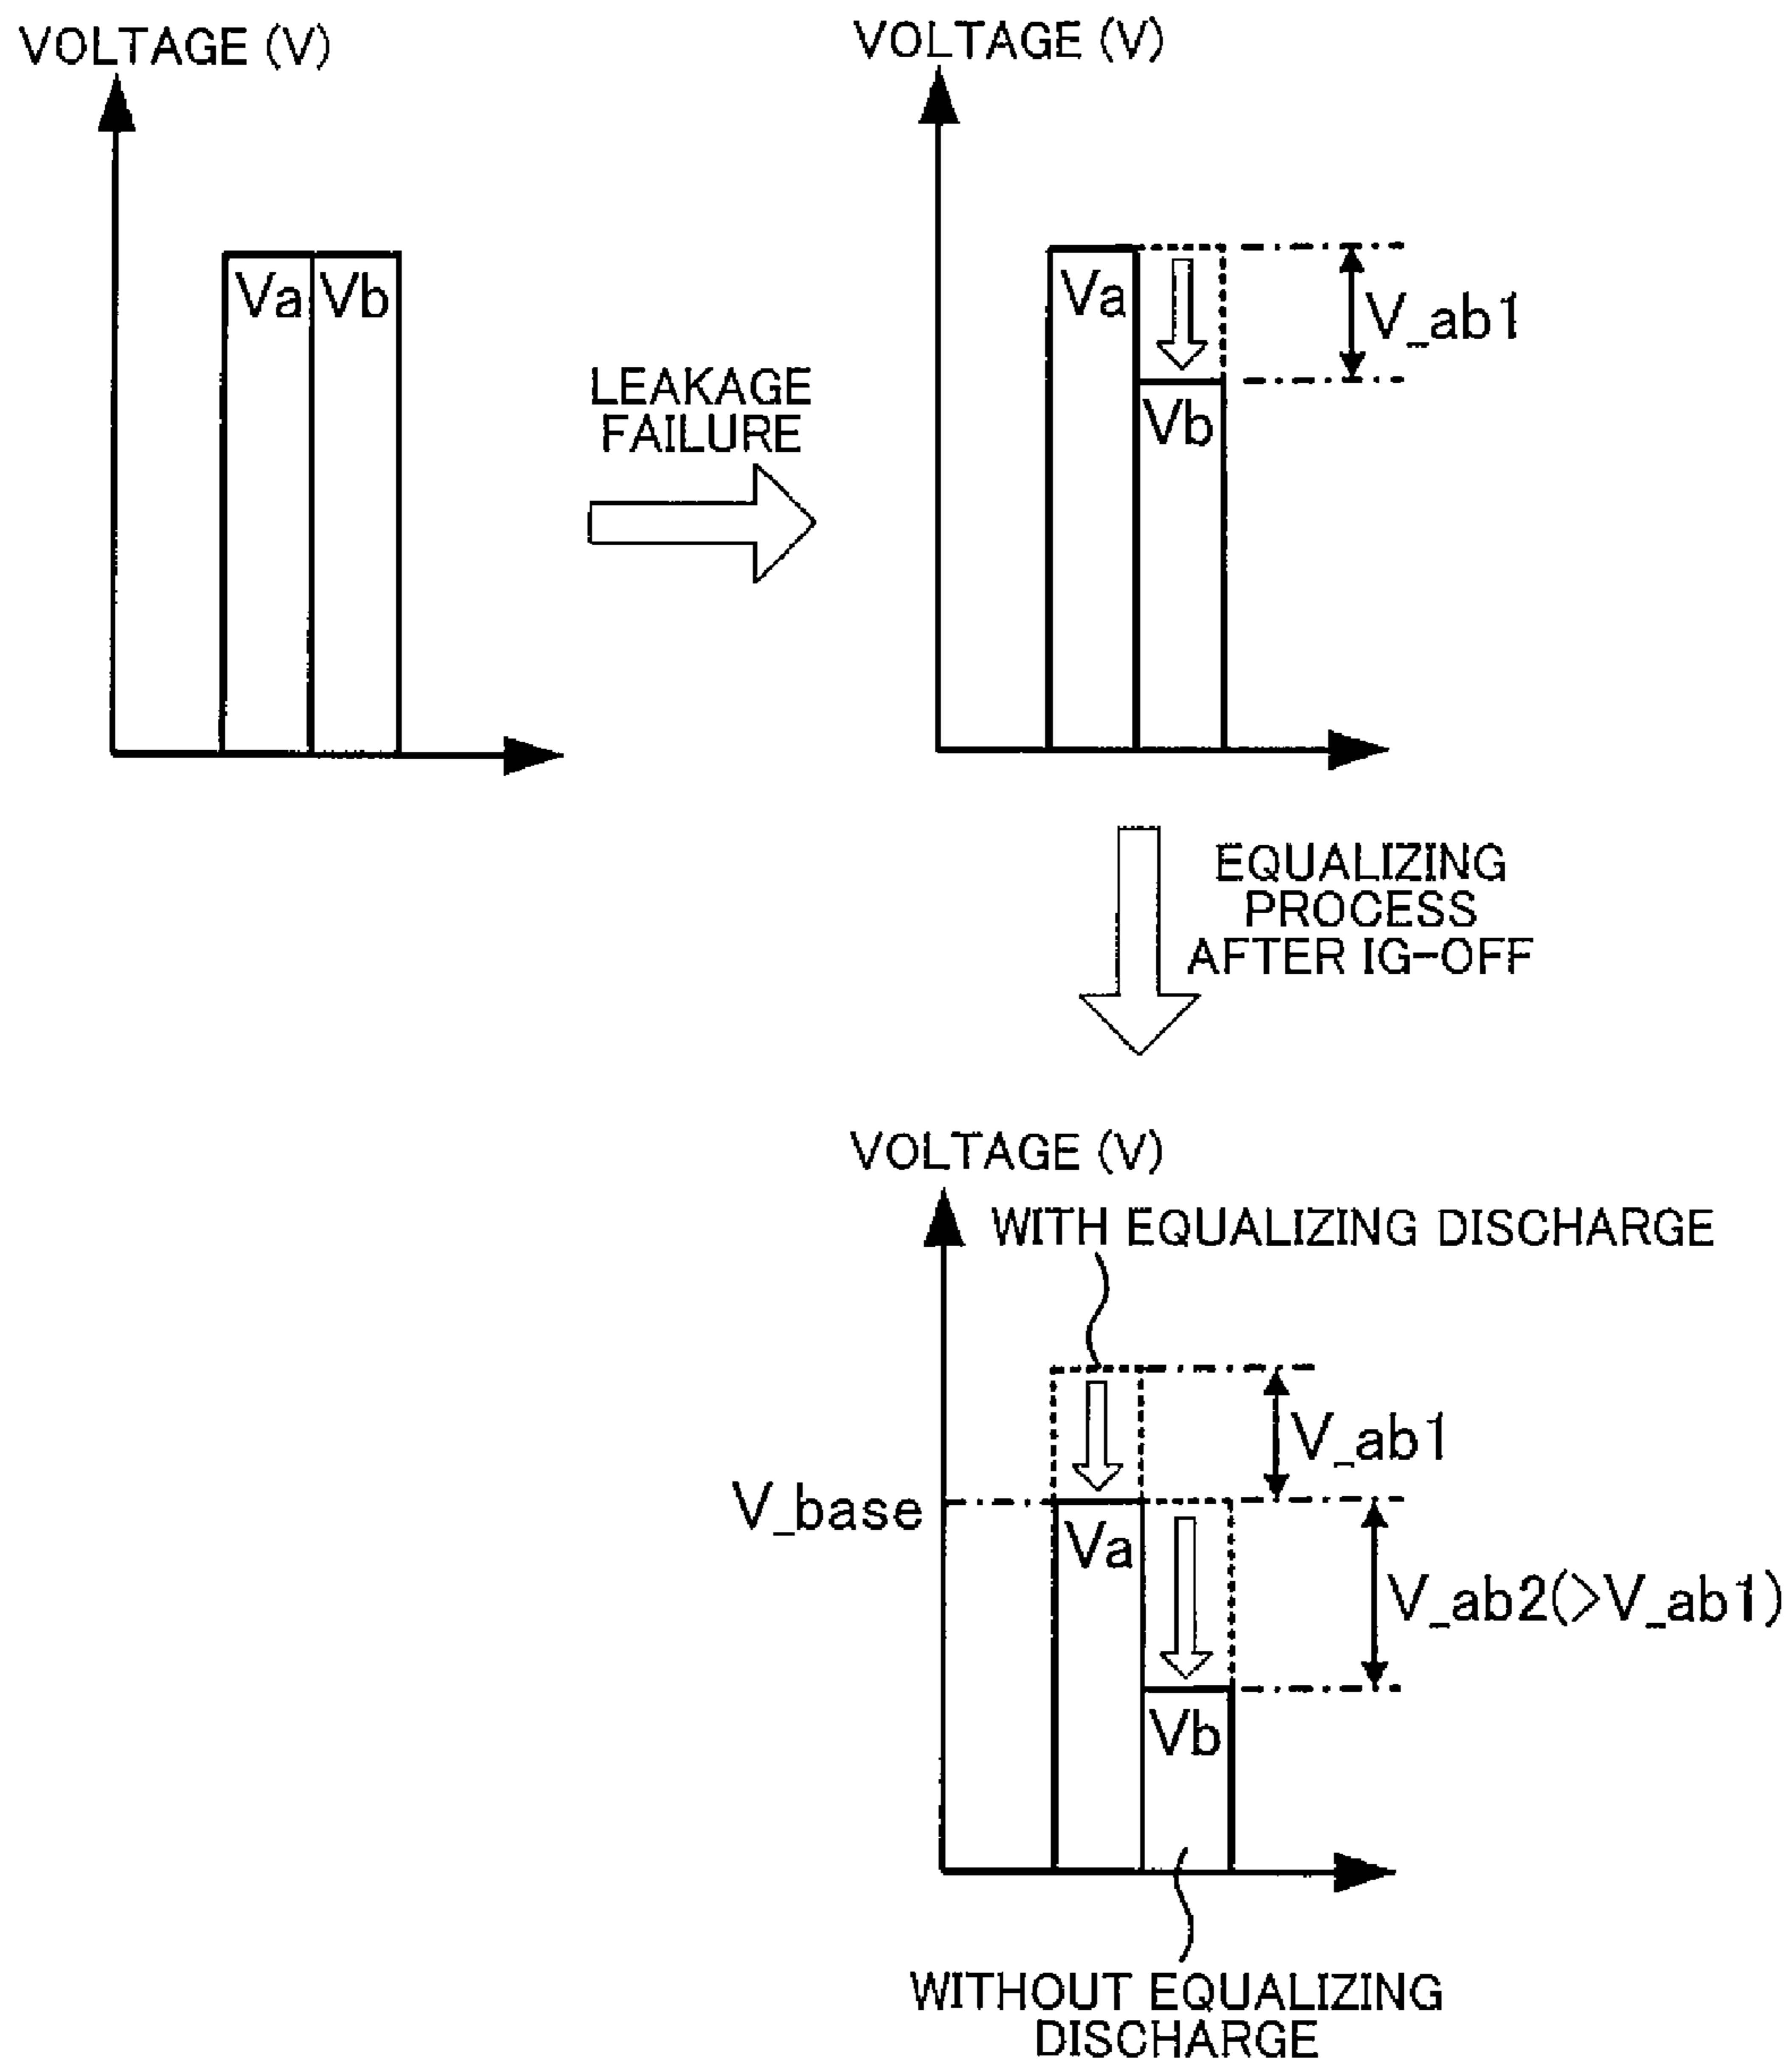 VOLTAGE (V)
Va
Vb
LEAKAGE
FAILURE
VOLTAGE (V)
Va
Vb
V_ab1
EQUALIZING
PROCESS
AFTER IG-OFF
VOLTAGE (V)
WITH EQUALIZING DISCHARGE
V_ab1
V_base
Va
V_ab2(>V_ab1)
Vb
WITHOUT EQUALIZING
DISCHARGE